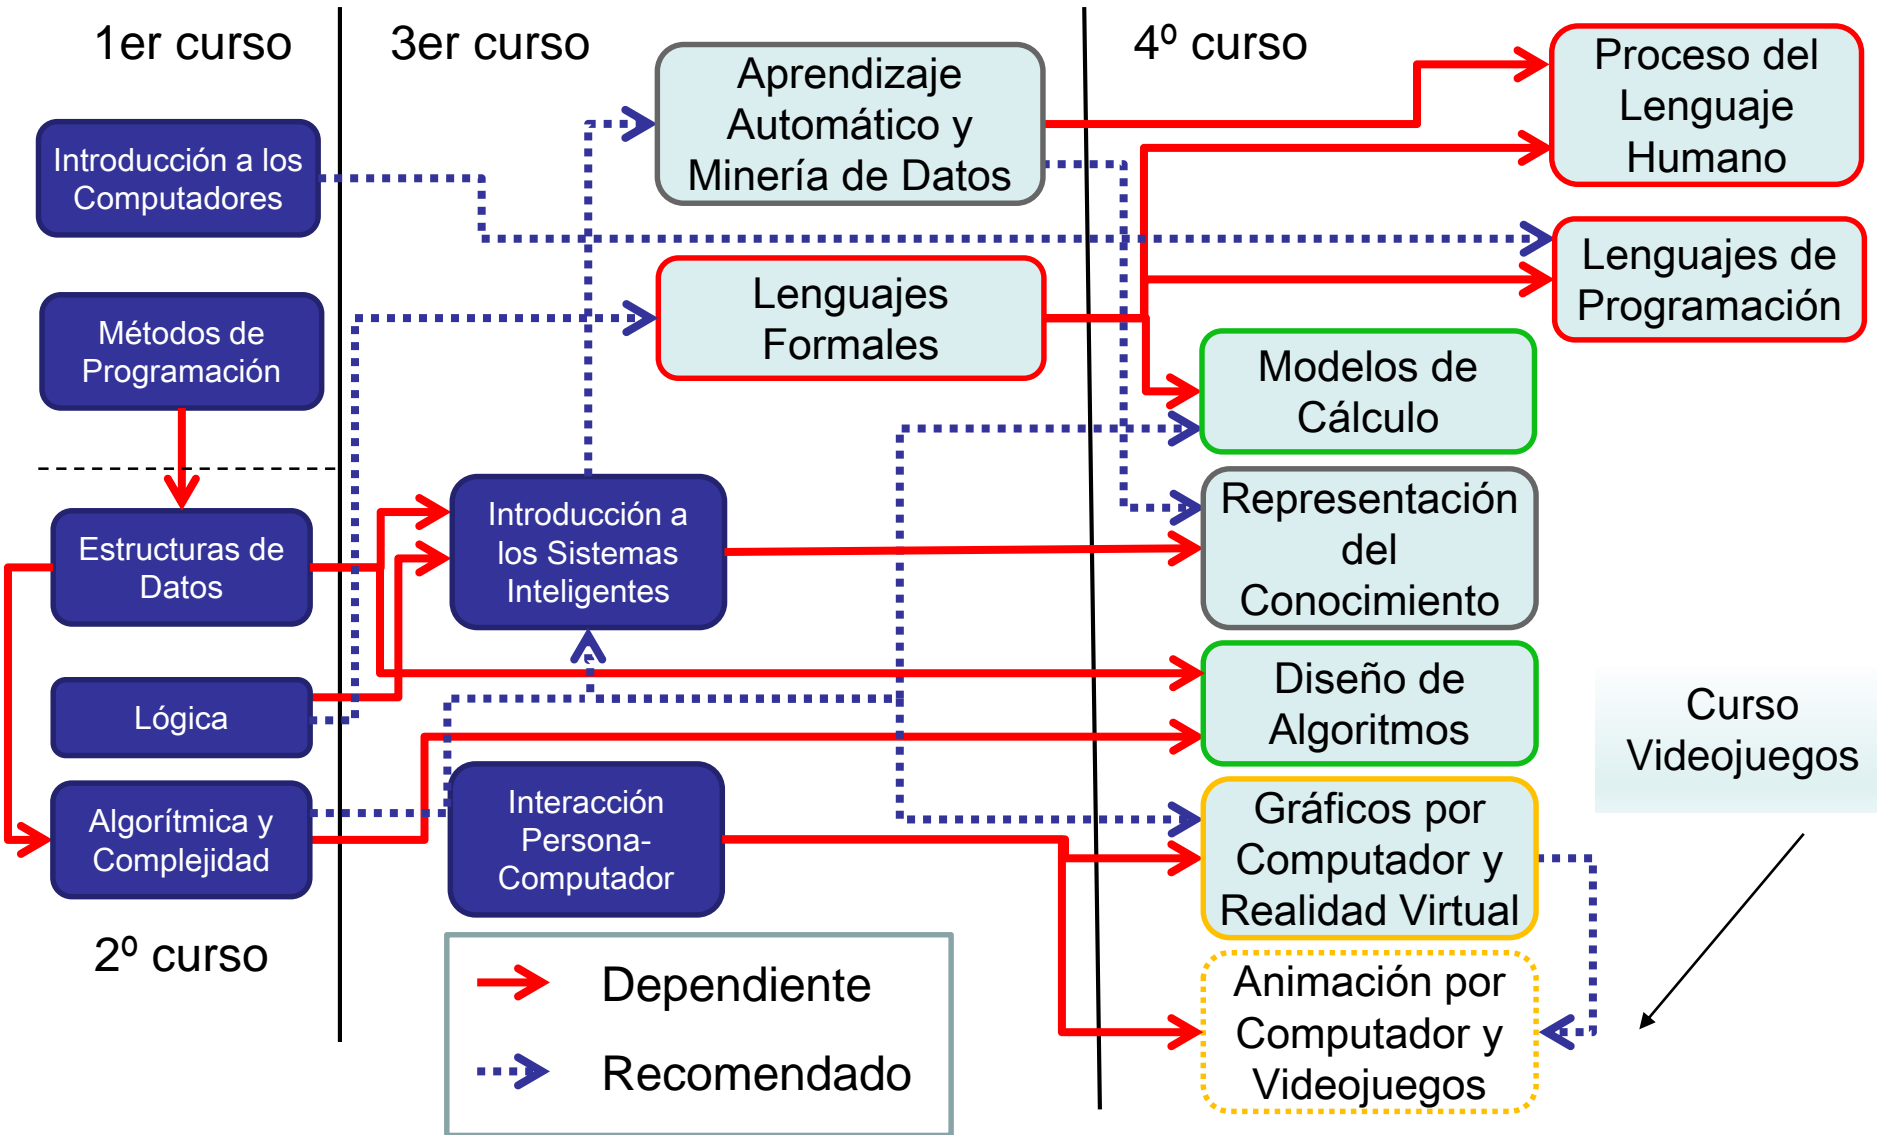 1er curso
Introducción a los
Computadores
Métodos de
Programación
Estructuras de
Datos
Lógica
Algorítmica y
Complejidad
2º curso
3er curso
Aprendizaje
Automático y
Minería de Datos
Lenguajes
Formales
Introducción a
los Sistemas
Inteligentes
Interacción
Persona-
Computador
Dependiente
Recomendado
4º curso
Proceso del
Lenguaje
Humano
Lenguajes de
Programación
Modelos de
Cálculo
Representación
del
Conocimiento
Diseño de
Algoritmos
Gráficos por
Computador y
Realidad Virtual
Animación por
Computador y
Videojuegos
Curso
Videojuegos